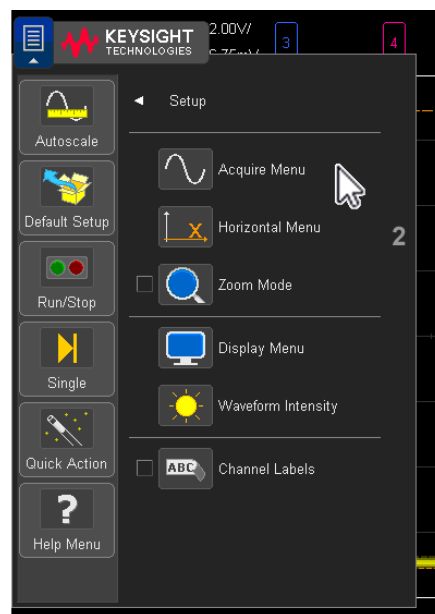 KEYSIGHT
TECHNOLOGIES
2.00V/
3
4
Setup
Autoscale
Acquire Menu
Default Setup
X
Horizontal Menu
2
Zoom Mode
Run/Stop
Display Menu
Single
Waveform Intensity
Quick Action
ABC
Channel Labels
?
Help Menu